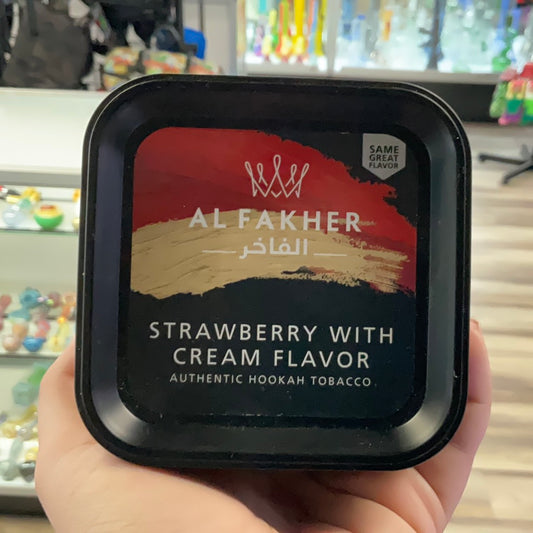 SAME
GREAT
FLAVOR
AL FAKHER
الفاخر
STRAWBERRY WITH
CREAM FLAVOR
AUTHENTIC HOOKAH TOBACCO